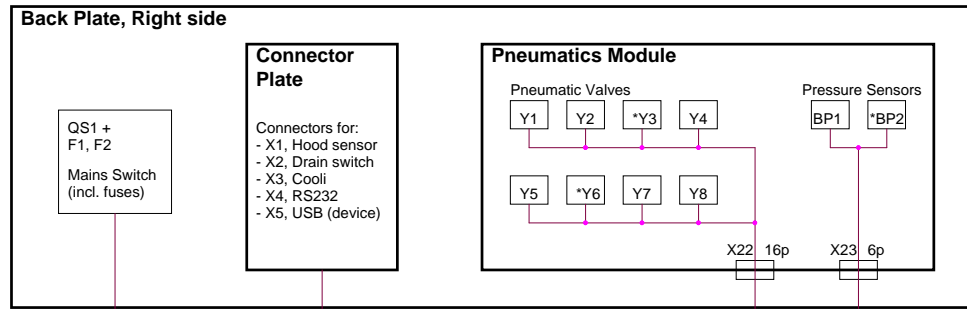 Back Plate, Right side
QS1 +
F1, F2
Mains Switch
(incl. fuses)
Connector
Plate
Connectors for:
- X1, Hood sensor
- X2, Drain switch
- X3, Cooli
- X4, RS232
- X5, USB (device)
Pneumatics Module
Pneumatic Valves
Y1 Y2 *Y3 Y4
Y5 *Y6 Y7 Y8
Pressure Sensors
BP1 *BP2
X22 16p
X23 6p